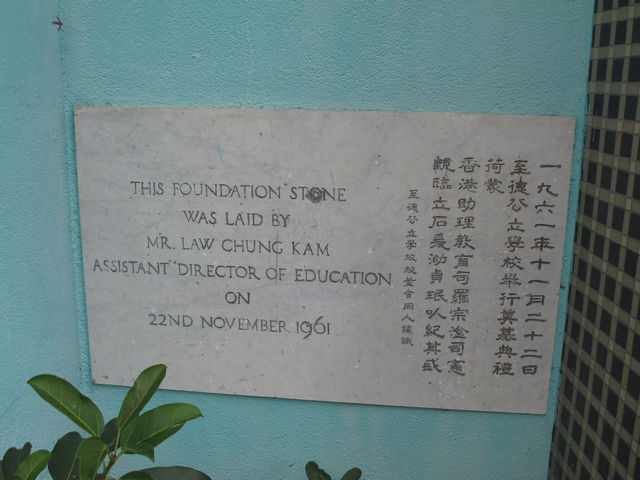 THIS FOUNDATION STONE
WAS LAID BY
MR. LAW CHUNG KAM
ASSISTANT DIRECTOR OF EDUCATION
ON
22ND NOVEMBER 1961
一九六一年十一月二十二日
至德公立學校舉行奠基典禮
荷蒙
香港助理教育司羅宗淦司憲
親臨立石爰泐貞珉以紀其盛
至德公立學校校董會同人謹識